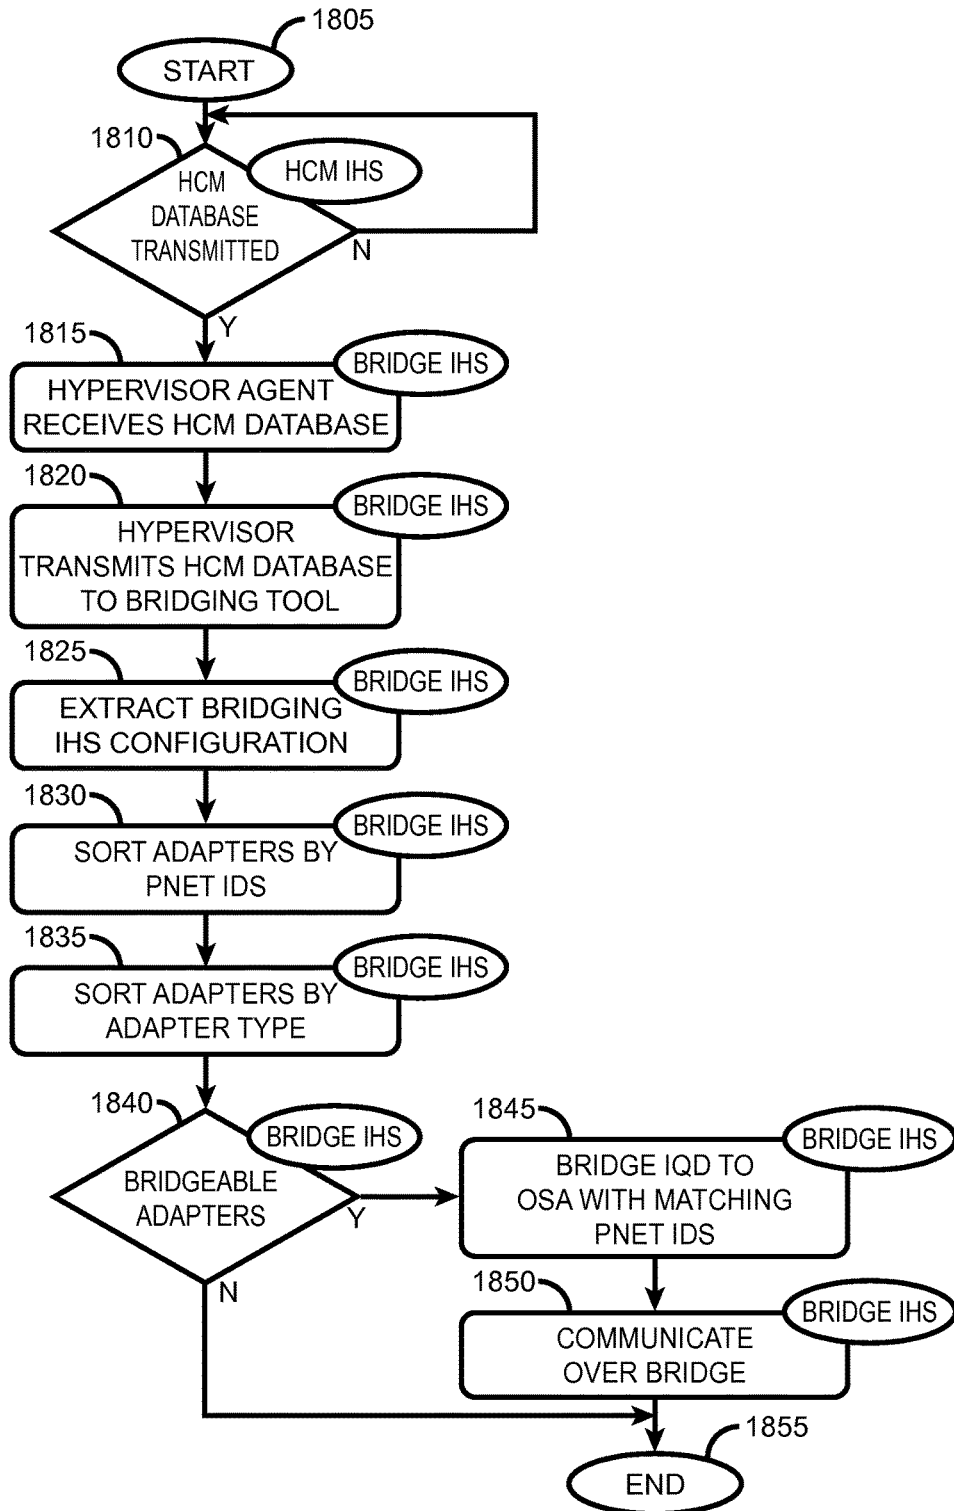 1805
START
1810
HCM IHS
HCM
DATABASE
TRANSMITTED
N
Y
1815
BRIDGE IHS
HYPERVISOR AGENT
RECEIVES HCM DATABASE
1820
BRIDGE IHS
HYPERVISOR
TRANSMITS HCM DATABASE
TO BRIDGING TOOL
1825
BRIDGE IHS
EXTRACT BRIDGING
IHS CONFIGURATION
1830
BRIDGE IHS
SORT ADAPTERS BY
PNET IDS
1835
BRIDGE IHS
SORT ADAPTERS BY
ADAPTER TYPE
1840
BRIDGE IHS
BRIDGEABLE
ADAPTERS
Y
N
1845
BRIDGE IHS
BRIDGE IQD TO
OSA WITH MATCHING
PNET IDS
1850
BRIDGE IHS
COMMUNICATE
OVER BRIDGE
1855
END